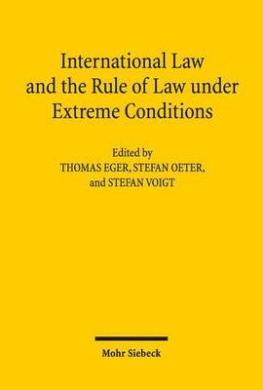 International Law
and the Rule of Law under
Extreme Conditions
Edited by
THOMAS EGER, STEFAN OETER,
and STEFAN VOIGT
Mohr Siebeck